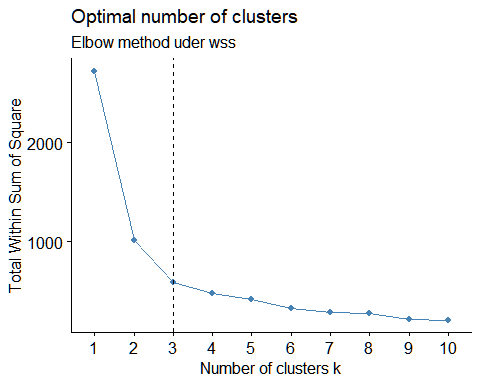 Optimal number of clusters
Elbow method uder wss
Total Within Sum of Square
2000
1000
1 2 3 4 5 6 7 8 9 10
Number of clusters k